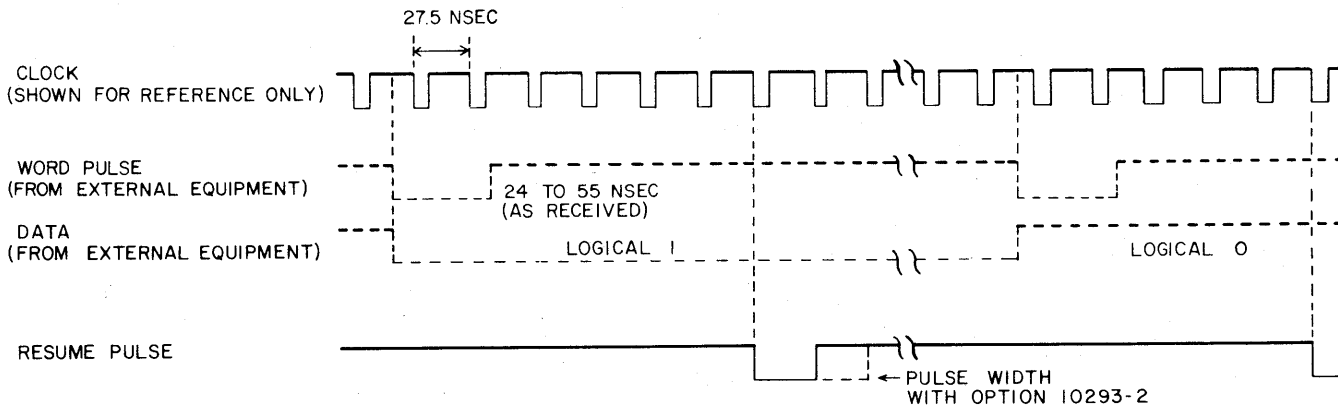 27.5 NSEC
CLOCK
(SHOWN FOR REFERENCE ONLY)
WORD PULSE
(FROM EXTERNAL EQUIPMENT)
24 TO 55 NSEC
(AS RECEIVED)
DATA
(FROM EXTERNAL EQUIPMENT)
LOGICAL 1
LOGICAL 0
RESUME PULSE
PULSE WIDTH
WITH OPTION 10293-2